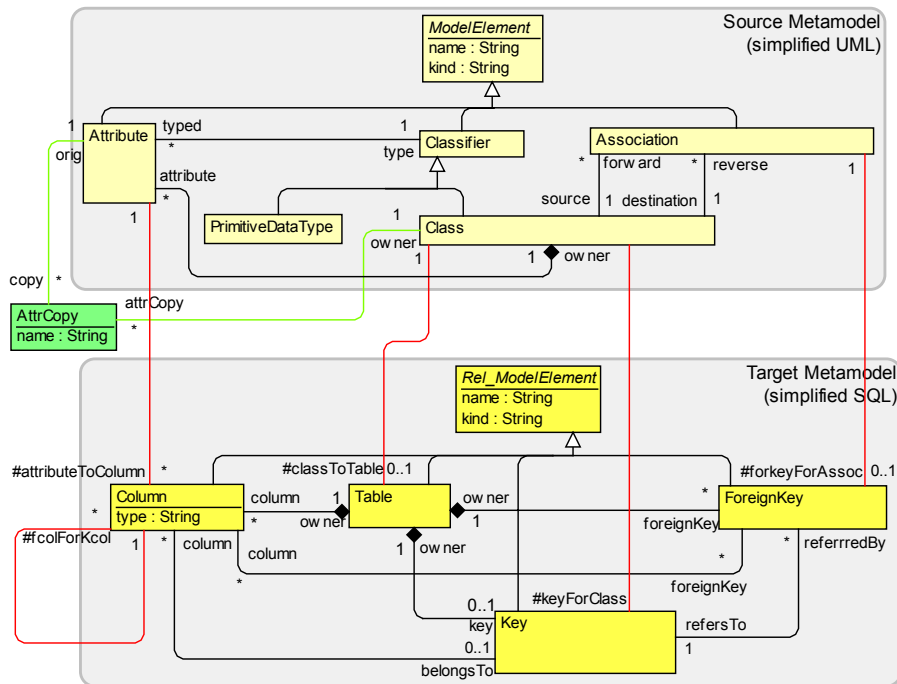 Source Metamodel
(simplified UML)
ModelElement
name : String
kind : String
1
Attribute
typed
1
Classifier
Association
orig
*
type
*
forward
*
reverse
1
attribute
*
1
source
1
destination
1
PrimitiveDataType
1
Class
owner
1
1
owner
copy
*
attrCopy
*
AttrCopy
name : String
Target Metamodel
(simplified SQL)
Rel_ModelElement
name : String
kind : String
#attributeToColumn
*
#classToTable
0..1
#forkeyForAssoc
0..1
Column
type : String
column
*
1
owner
Table
owner
1
*
foreignKey
ForeignKey
*
#fcolForKcol
1
*
column
column
*
1
owner
*
foreignKey
*
referrredBy
0..1
key
#keyForClass
Key
refersTo
1
0..1
belongsTo